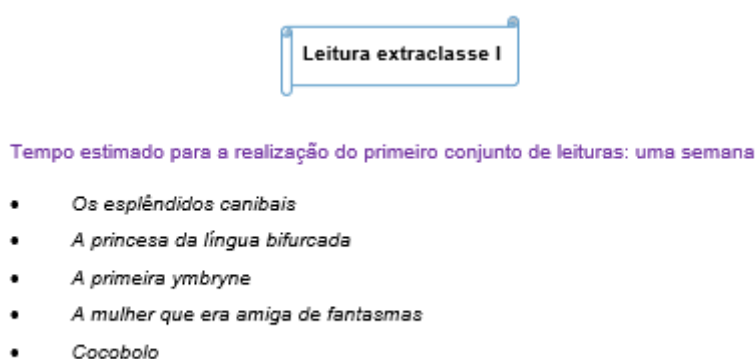 Leitura extraclasse I
Tempo estimado para a realização do primeiro conjunto de leituras: uma semana
• Os esplêndidos canibais
• A princesa da língua bifurcada
• A primeira ymbryne
• A mulher que era amiga de fantasmas
• Cocobolo